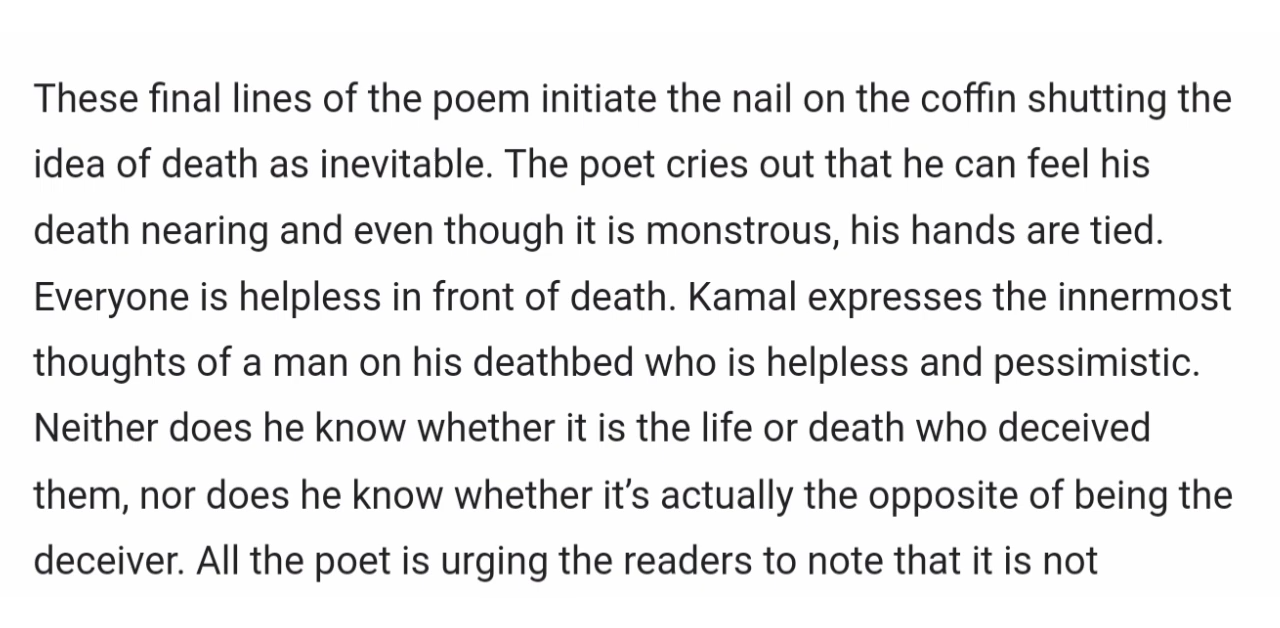 These final lines of the poem initiate the nail on the coffin shutting the
idea of death as inevitable. The poet cries out that he can feel his
death nearing and even though it is monstrous, his hands are tied.
Everyone is helpless in front of death. Kamal expresses the innermost
thoughts of a man on his deathbed who is helpless and pessimistic.
Neither does he know whether it is the life or death who deceived
them, nor does he know whether it’s actually the opposite of being the
deceiver. All the poet is urging the readers to note that it is not